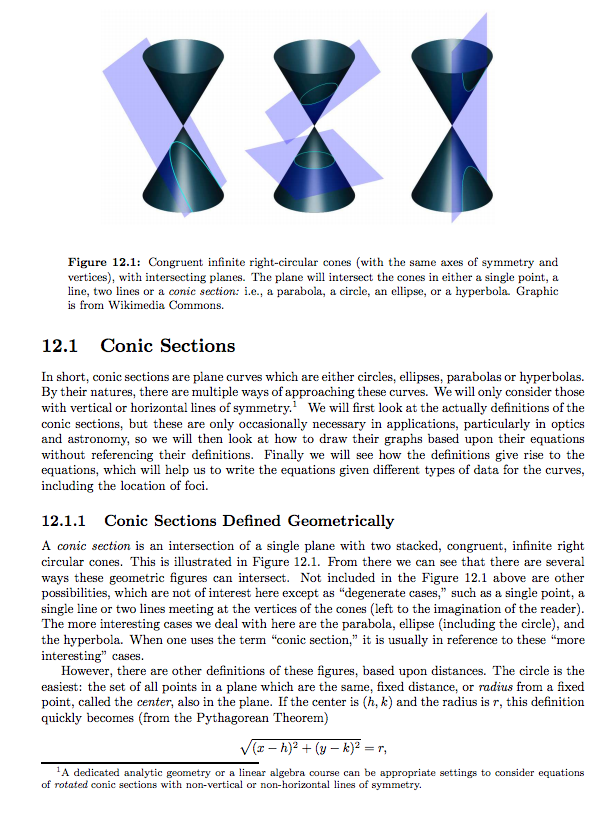 Figure 12.1: Congruent infinite right-circular cones (with the same axes of symmetry and
vertices), with intersecting planes. The plane will intersect the cones in either a single point, a
line, two lines or a conic section: i.e., a parabola, a circle, an ellipse, or a hyperbola. Graphic
is from Wikimedia Commons.
12.1 Conic Sections
In short, conic sections are plane curves which are either circles, ellipses, parabolas or hyperbolas.
By their natures, there are multiple ways of approaching these curves. We will only consider those
with vertical or horizontal lines of symmetry.¹ We will first look at the actually definitions of the
conic sections, but these are only occasionally necessary in applications, particularly in optics
and astronomy, so we will then look at how to draw their graphs based upon their equations
without referencing their definitions. Finally we will see how the definitions give rise to the
equations, which will help us to write the equations given different types of data for the curves,
including the location of foci.
12.1.1 Conic Sections Defined Geometrically
A conic section is an intersection of a single plane with two stacked, congruent, infinite right
circular cones. This is illustrated in Figure 12.1. From there we can see that there are several
ways these geometric figures can intersect. Not included in the Figure 12.1 above are other
possibilities, which are not of interest here except as “degenerate cases,” such as a single point, a
single line or two lines meeting at the vertices of the cones (left to the imagination of the reader).
The more interesting cases we deal with here are the parabola, ellipse (including the circle), and
the hyperbola. When one uses the term “conic section,” it is usually in reference to these “more
interesting” cases.
However, there are other definitions of these figures, based upon distances. The circle is the
easiest: the set of all points in a plane which are the same, fixed distance, or radius from a fixed
point, called the center, also in the plane. If the center is (h, k) and the radius is r, this definition
quickly becomes (from the Pythagorean Theorem)
√(x − h)² + (y − k)² = r,
¹A dedicated analytic geometry or a linear algebra course can be appropriate settings to consider equations
of rotated conic sections with non-vertical or non-horizontal lines of symmetry.